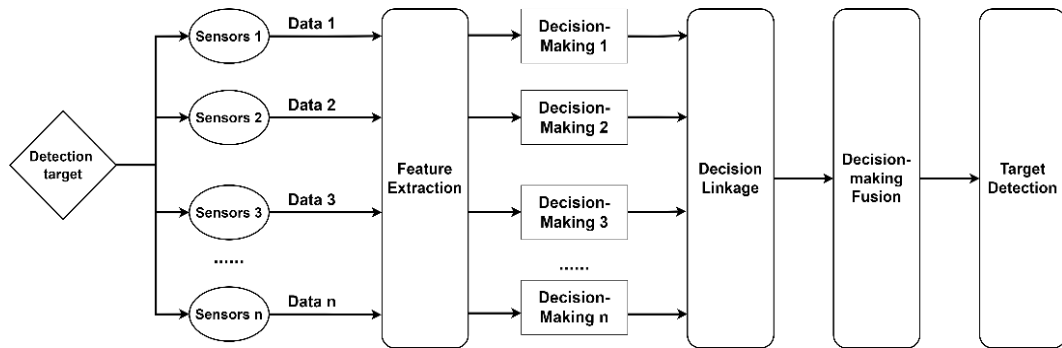 Detection
target
Sensors 1
Sensors 2
Sensors 3
......
Sensors n
Data 1
Data 2
Data 3
Data n
Feature
Extraction
Decision-
Making 1
Decision-
Making 2
Decision-
Making 3
......
Decision-
Making n
Decision
Linkage
Decision-
making
Fusion
Target
Detection